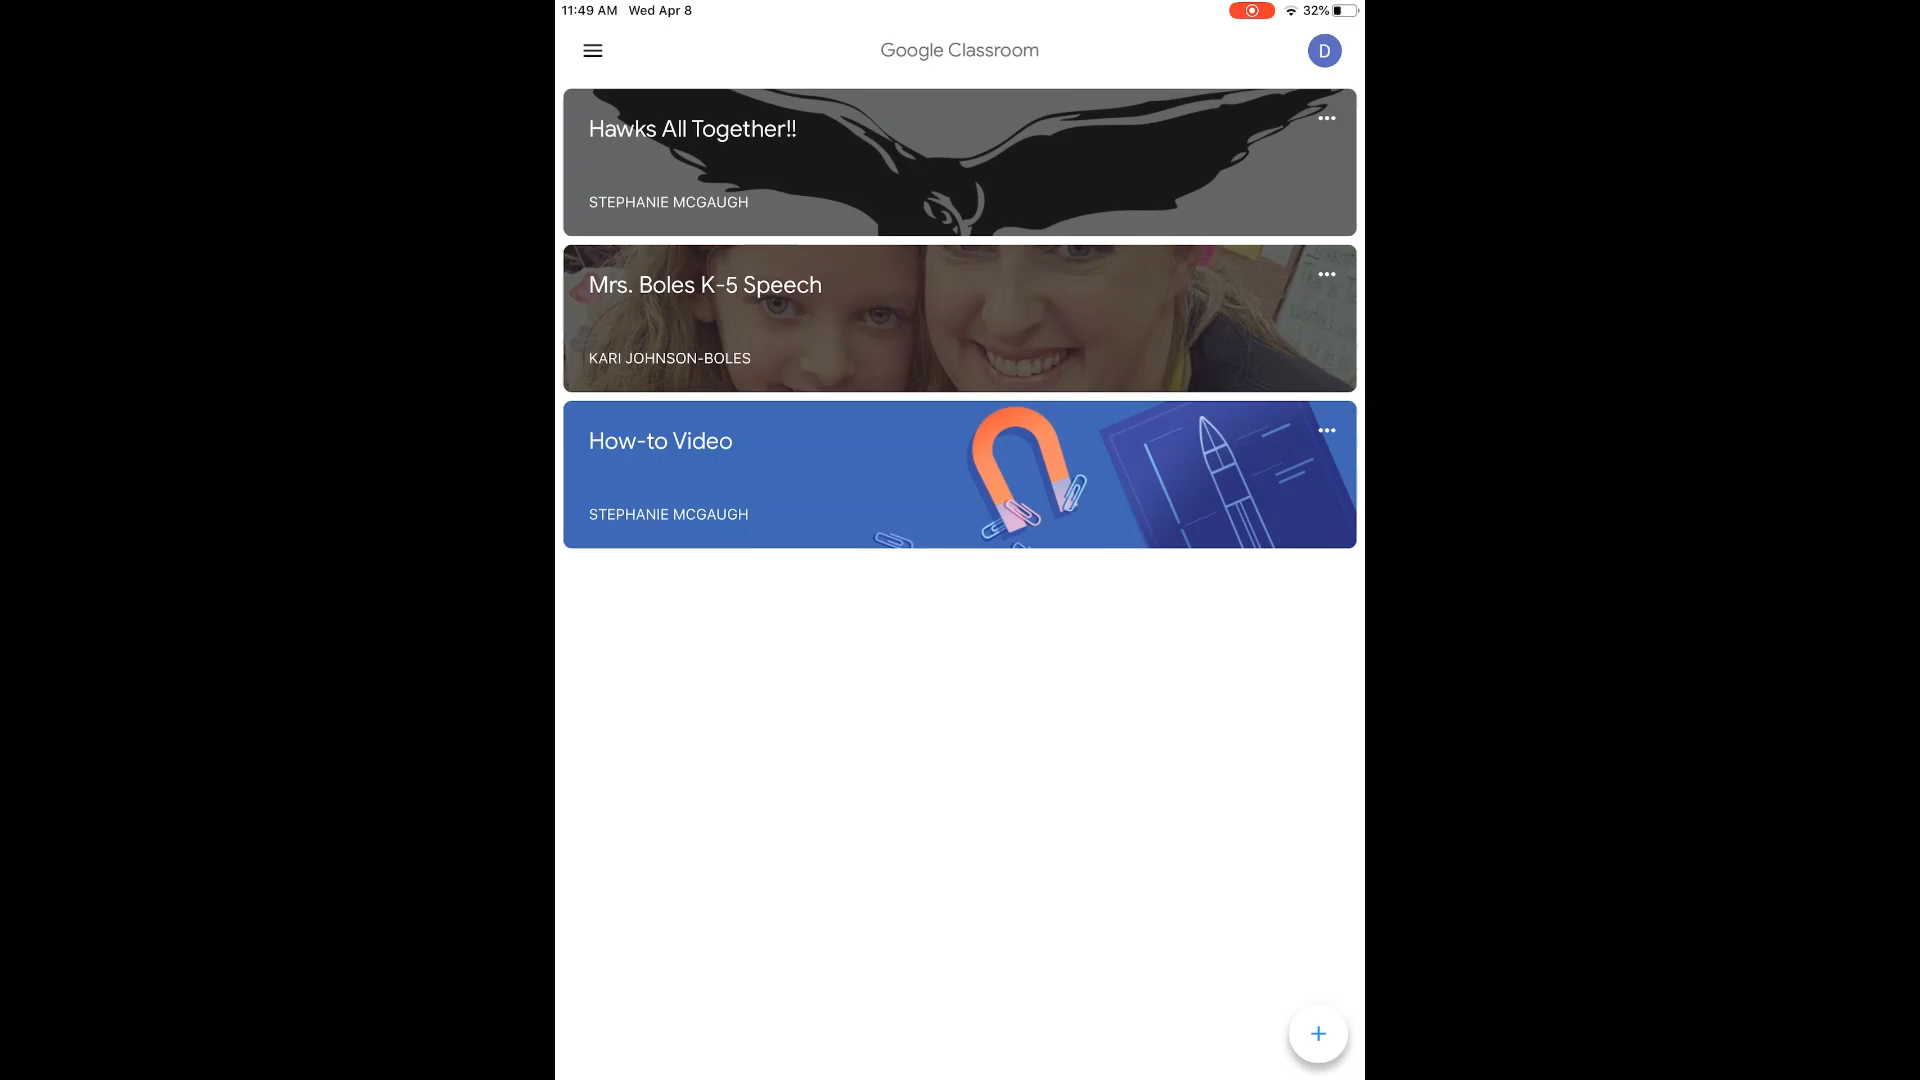 11:49 AM Wed Apr 8
32%
Google Classroom
D
Hawks All Together!!
STEPHANIE MCGAUGH
Mrs. Boles K-5 Speech
KARI JOHNSON-BOLES
How-to Video
STEPHANIE MCGAUGH